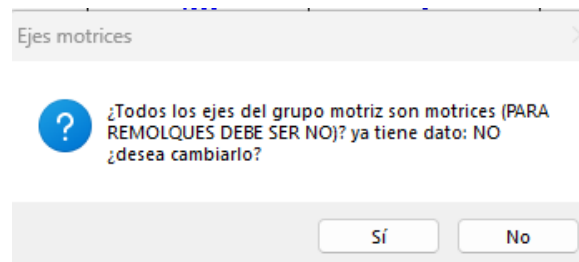 Ejes motrices
¿Todos los ejes del grupo motriz son motrices (PARA
REMOLQUES DEBE SER NO)? ya tiene dato: NO
¿desea cambiarlo?
Sí
No